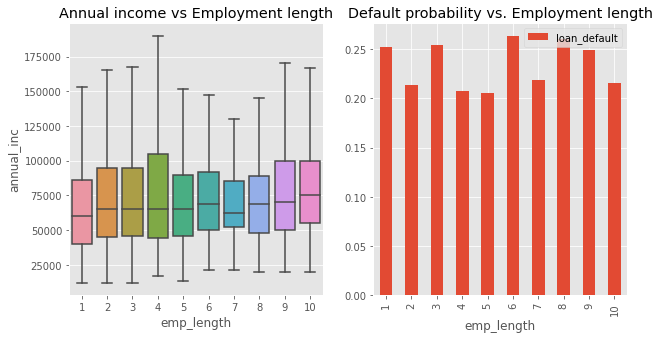 Annual income vs Employment length
annual_inc
175000
150000
125000
100000
75000
50000
25000
1 2 3 4 5 6 7 8 9 10
emp_length
Default probability vs. Employment length
loan_default
0.25
0.20
0.15
0.10
0.05
0.00
1 2 3 4 5 6 7 8 9 10
emp_length